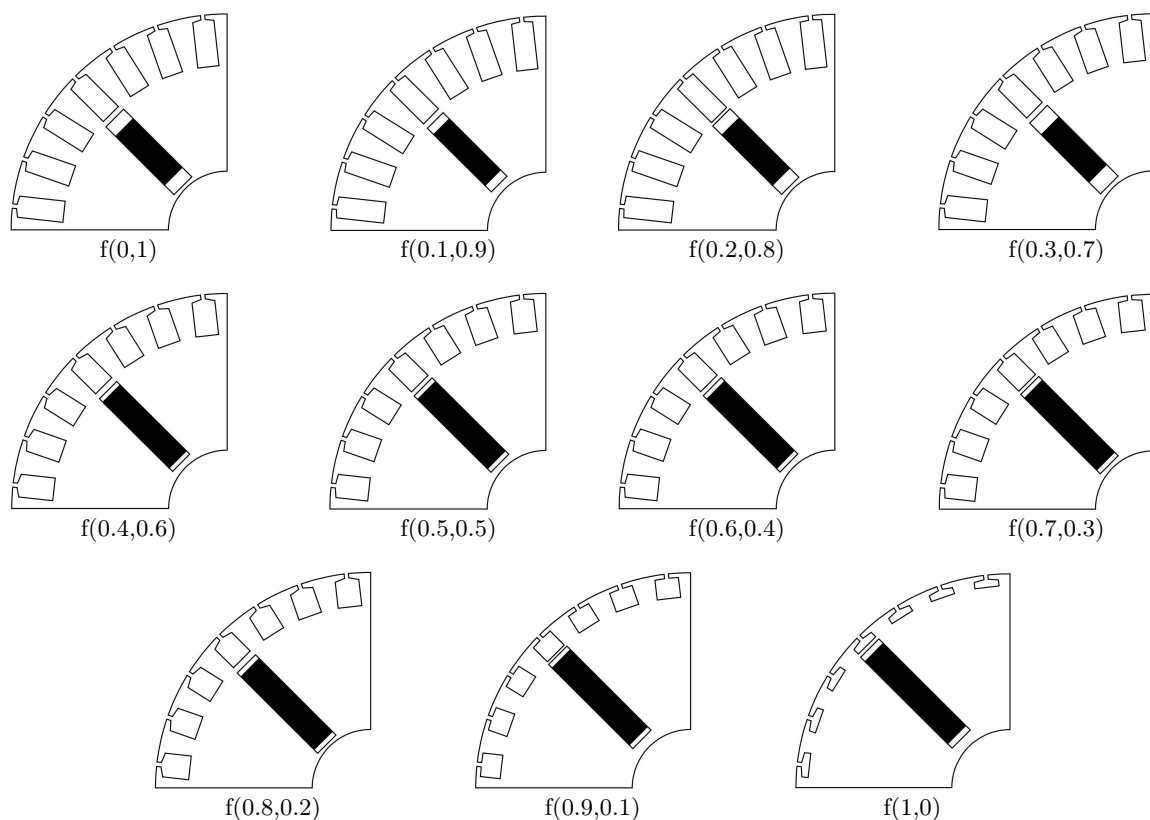 f(0,1)
f(0.1,0.9)
f(0.2,0.8)
f(0.3,0.7)
f(0.4,0.6)
f(0.5,0.5)
f(0.6,0.4)
f(0.7,0.3)
f(0.8,0.2)
f(0.9,0.1)
f(1,0)